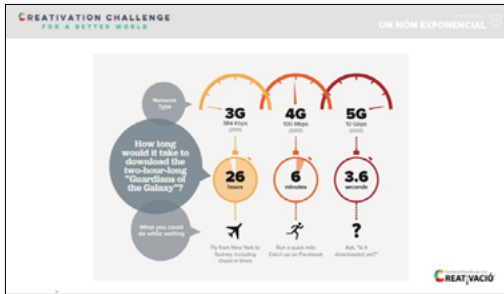 CREATIVATION CHALLENGE
FOR A BETTER WORLD
UN MÓN EXPONENCIAL
Network
Type
3G
384 Kbps
4G
100 Mbps
5G
10 Gbps
How long
would it take to
download the
two-hour-long
"Guardians of
the Galaxy"?
26
hours
6
minutes
3.6
seconds
What you could
do while waiting
Fly from New York to
Sydney, including
check-in times
Run a quick mile
Catch up on Facebook
?
Ask, "Is it
downloaded yet?"
CREATIVACIÓ